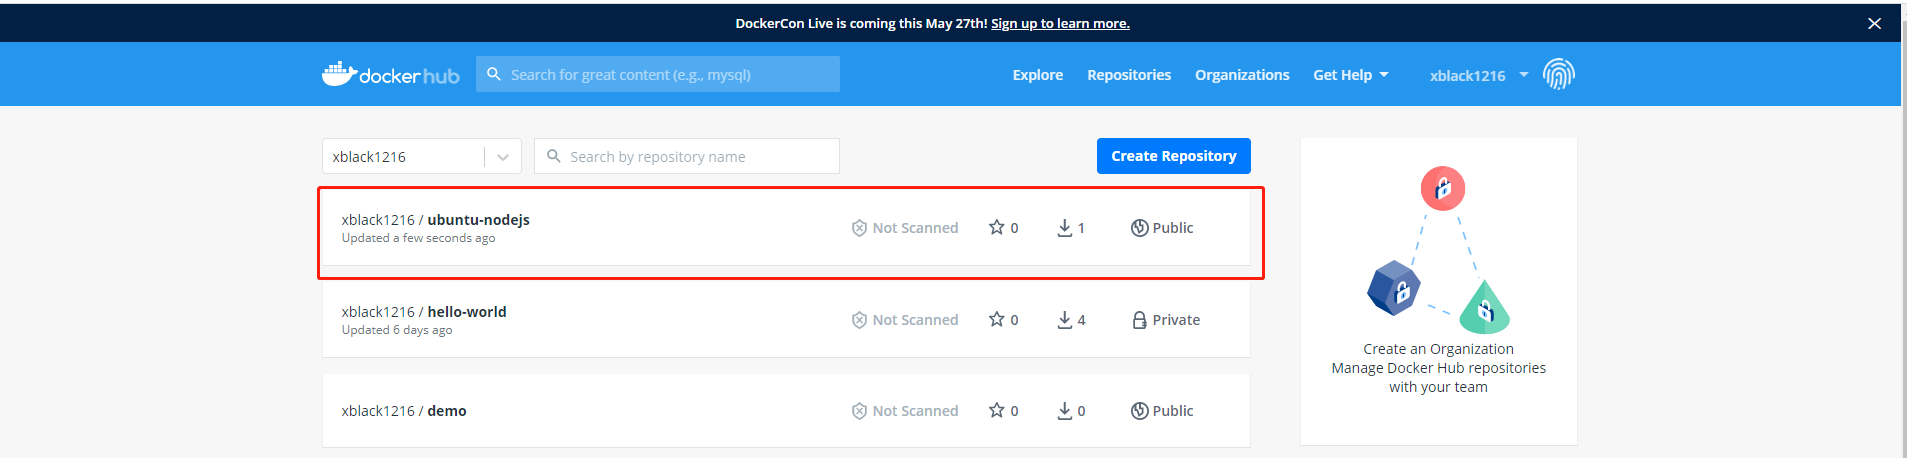 DockerCon Live is coming this May 27th! Sign up to learn more.
dockerhub Search for great content (e.g., mysql) Explore Repositories Organizations Get Help xblack1216
xblack1216 Search by repository name Create Repository
xblack1216 / ubuntu-nodejs
Updated a few seconds ago
Not Scanned 0 1 Public
xblack1216 / hello-world
Updated 6 days ago
Not Scanned 0 4 Private
xblack1216 / demo
Not Scanned 0 0 Public
Create an Organization
Manage Docker Hub repositories
with your team